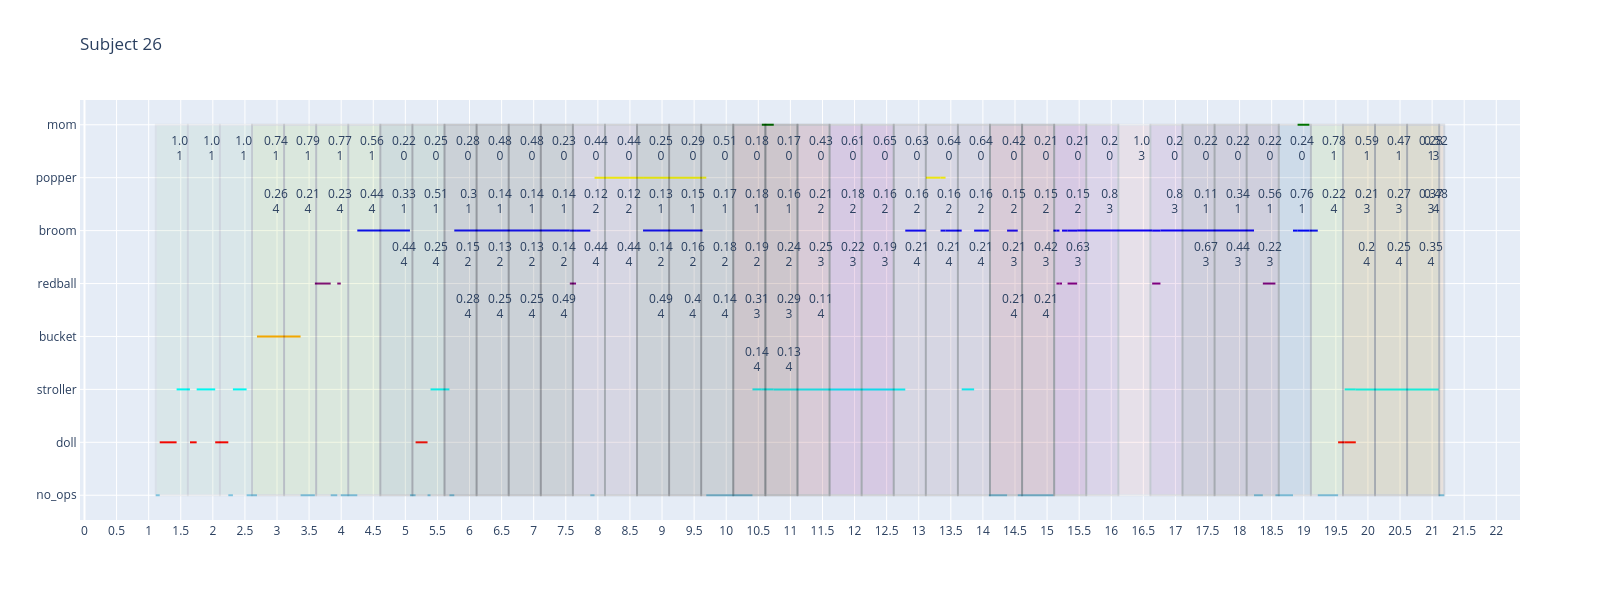 Subject 26
mom
1.0 1.0 1.0 0.74 0.79 0.77 0.56 0.22 0.25 0.28 0.48 0.48 0.23 0.44 0.44 0.25 0.29 0.51 0.18 0.17 0.43 0.61 0.65 0.63 0.64 0.64 0.42 0.21 0.21 0.2 1.0 0.2 0.22 0.22 0.22 0.24 0.78 0.59 0.47
1 1 1 1 1 1 1 0 0 0 0 0 0 0 0 0 0 0 0 0 0 0 0 0 0 0 0 0 0 0 3 0 0 0 0 0 1 1 1
popper
0.26 0.21 0.23 0.44 0.33 0.51 0.3 0.14 0.14 0.14 0.12 0.12 0.13 0.15 0.17 0.18 0.16 0.21 0.18 0.16 0.16 0.16 0.16 0.15 0.15 0.15 0.8 0.8 0.11 0.34 0.56 0.76 0.22 0.21 0.27
4 4 4 4 1 1 1 1 1 1 2 2 1 1 1 1 1 2 2 2 2 2 2 2 2 2 3 3 1 1 1 1 4 3 3
broom
0.44 0.25 0.15 0.13 0.13 0.14 0.44 0.44 0.14 0.16 0.18 0.19 0.24 0.25 0.22 0.19 0.21 0.21 0.21 0.21 0.42 0.63 0.67 0.44 0.22 0.2 0.25 0.35
4 4 2 2 2 2 4 4 2 2 2 2 2 3 3 3 4 4 4 3 3 3 3 3 3 4 4 4
redball
0.28 0.25 0.25 0.49 0.49 0.4 0.14 0.31 0.29 0.11 0.21 0.21
4 4 4 4 4 4 4 3 3 4 4 4
bucket
0.14 0.13
4 4
stroller
doll
no_ops
0 0.5 1 1.5 2 2.5 3 3.5 4 4.5 5 5.5 6 6.5 7 7.5 8 8.5 9 9.5 10 10.5 11 11.5 12 12.5 13 13.5 14 14.5 15 15.5 16 16.5 17 17.5 18 18.5 19 19.5 20 20.5 21 21.5 22